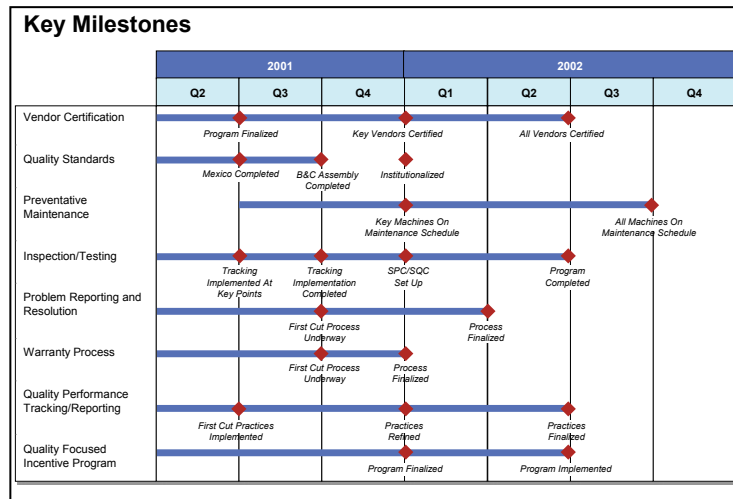 Key Milestones
2001 2002
Q2 Q3 Q4 Q1 Q2 Q3 Q4
Vendor Certification
Program Finalized Key Vendors Certified All Vendors Certified
Quality Standards
Mexico Completed B&C Assembly Institutionalized
Completed
Preventative
Maintenance
Key Machines On All Machines On
Maintenance Schedule Maintenance Schedule
Inspection/Testing
Tracking Tracking SPC/SQC Program
Implemented At Implementation Set Up Completed
Key Points Completed
Problem Reporting and
Resolution
First Cut Process Process
Underway Finalized
Warranty Process
First Cut Process Process
Underway Finalized
Quality Performance
Tracking/Reporting
First Cut Practices Practices Practices
Implemented Refined Finalized
Quality Focused
Incentive Program
Program Finalized Program Implemented